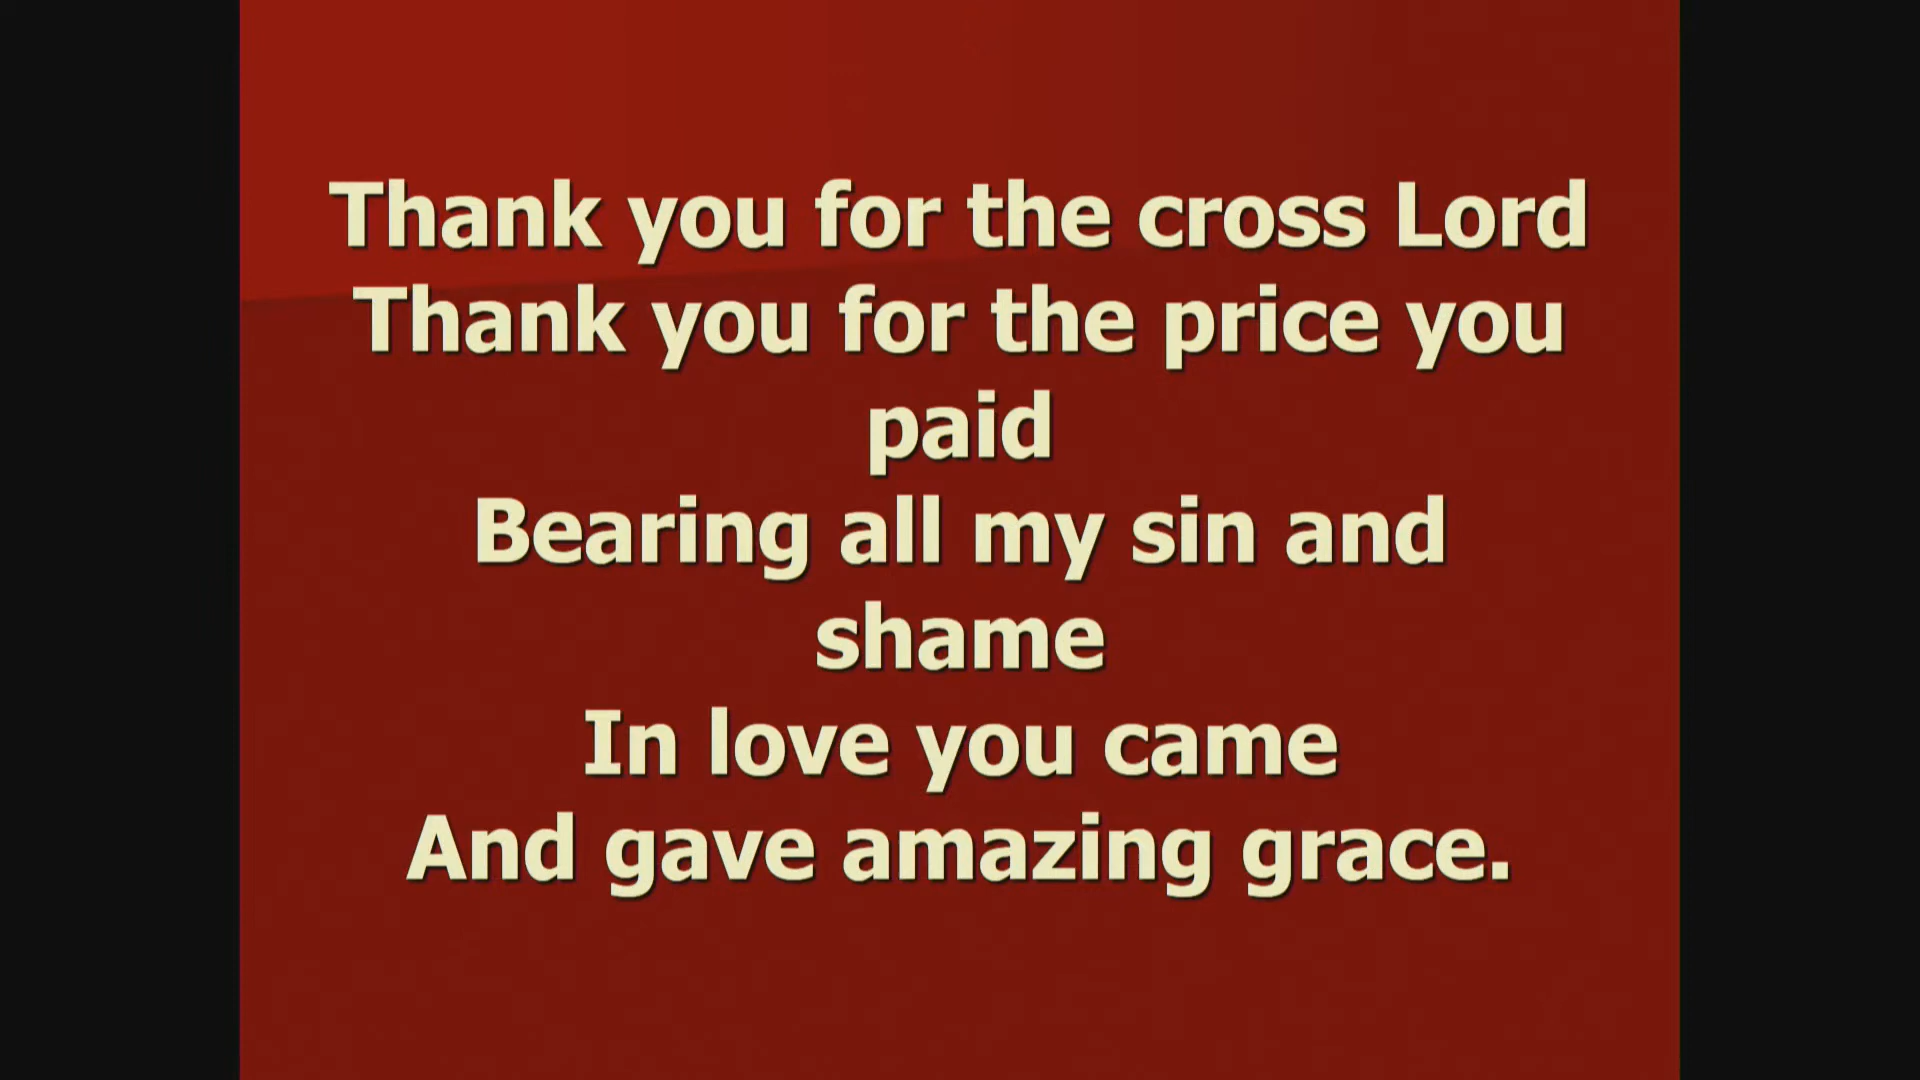 Thank you for the cross Lord
Thank you for the price you
paid
Bearing all my sin and
shame
In love you came
And gave amazing grace.